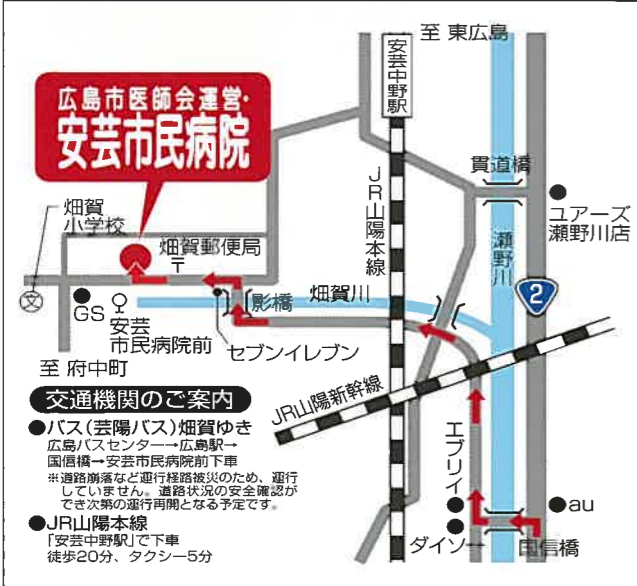 至 東広島
安芸中野駅
広島市医師会運営・
安芸市民病院
JR山陽本線
貫道橋
ユアーズ
瀬野川店
瀬野川
2
畑賀
小学校
畑賀郵便局
〒
文
GS
安芸
市民病院前
影橋
畑賀川
セブンイレブン
至 府中町
JR山陽新幹線
エブリイ
au
ダイソー
国信橋
交通機関のご案内
●バス(芸陽バス)畑賀ゆき
広島バスセンター→広島駅→
国信橋→安芸市民病院前下車
※道路崩落など運行経路被災のため、運行
していません。道路状況の安全確認が
でき次第の運行再開となる予定です。
●JR山陽本線
「安芸中野駅」で下車
徒歩20分、タクシー5分